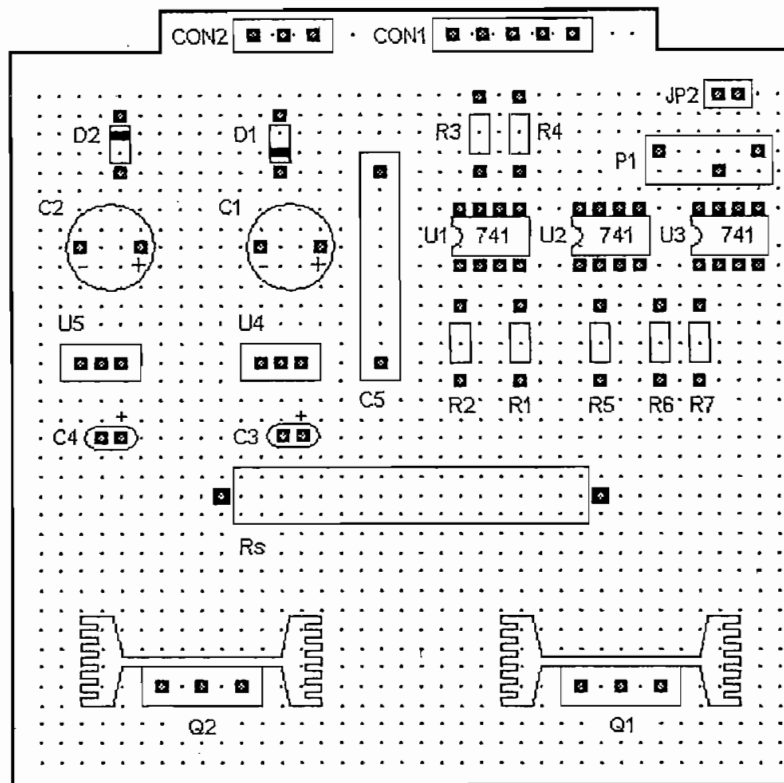 CON2 CON1
JP2
D2 D1 R3 R4
P1
C2 C1
U1 741 U2 741 U3 741
- + - +
U5 U4
C5 R2 R1 R5 R6 R7
+ +
C4 C3
Rs
Q2 Q1